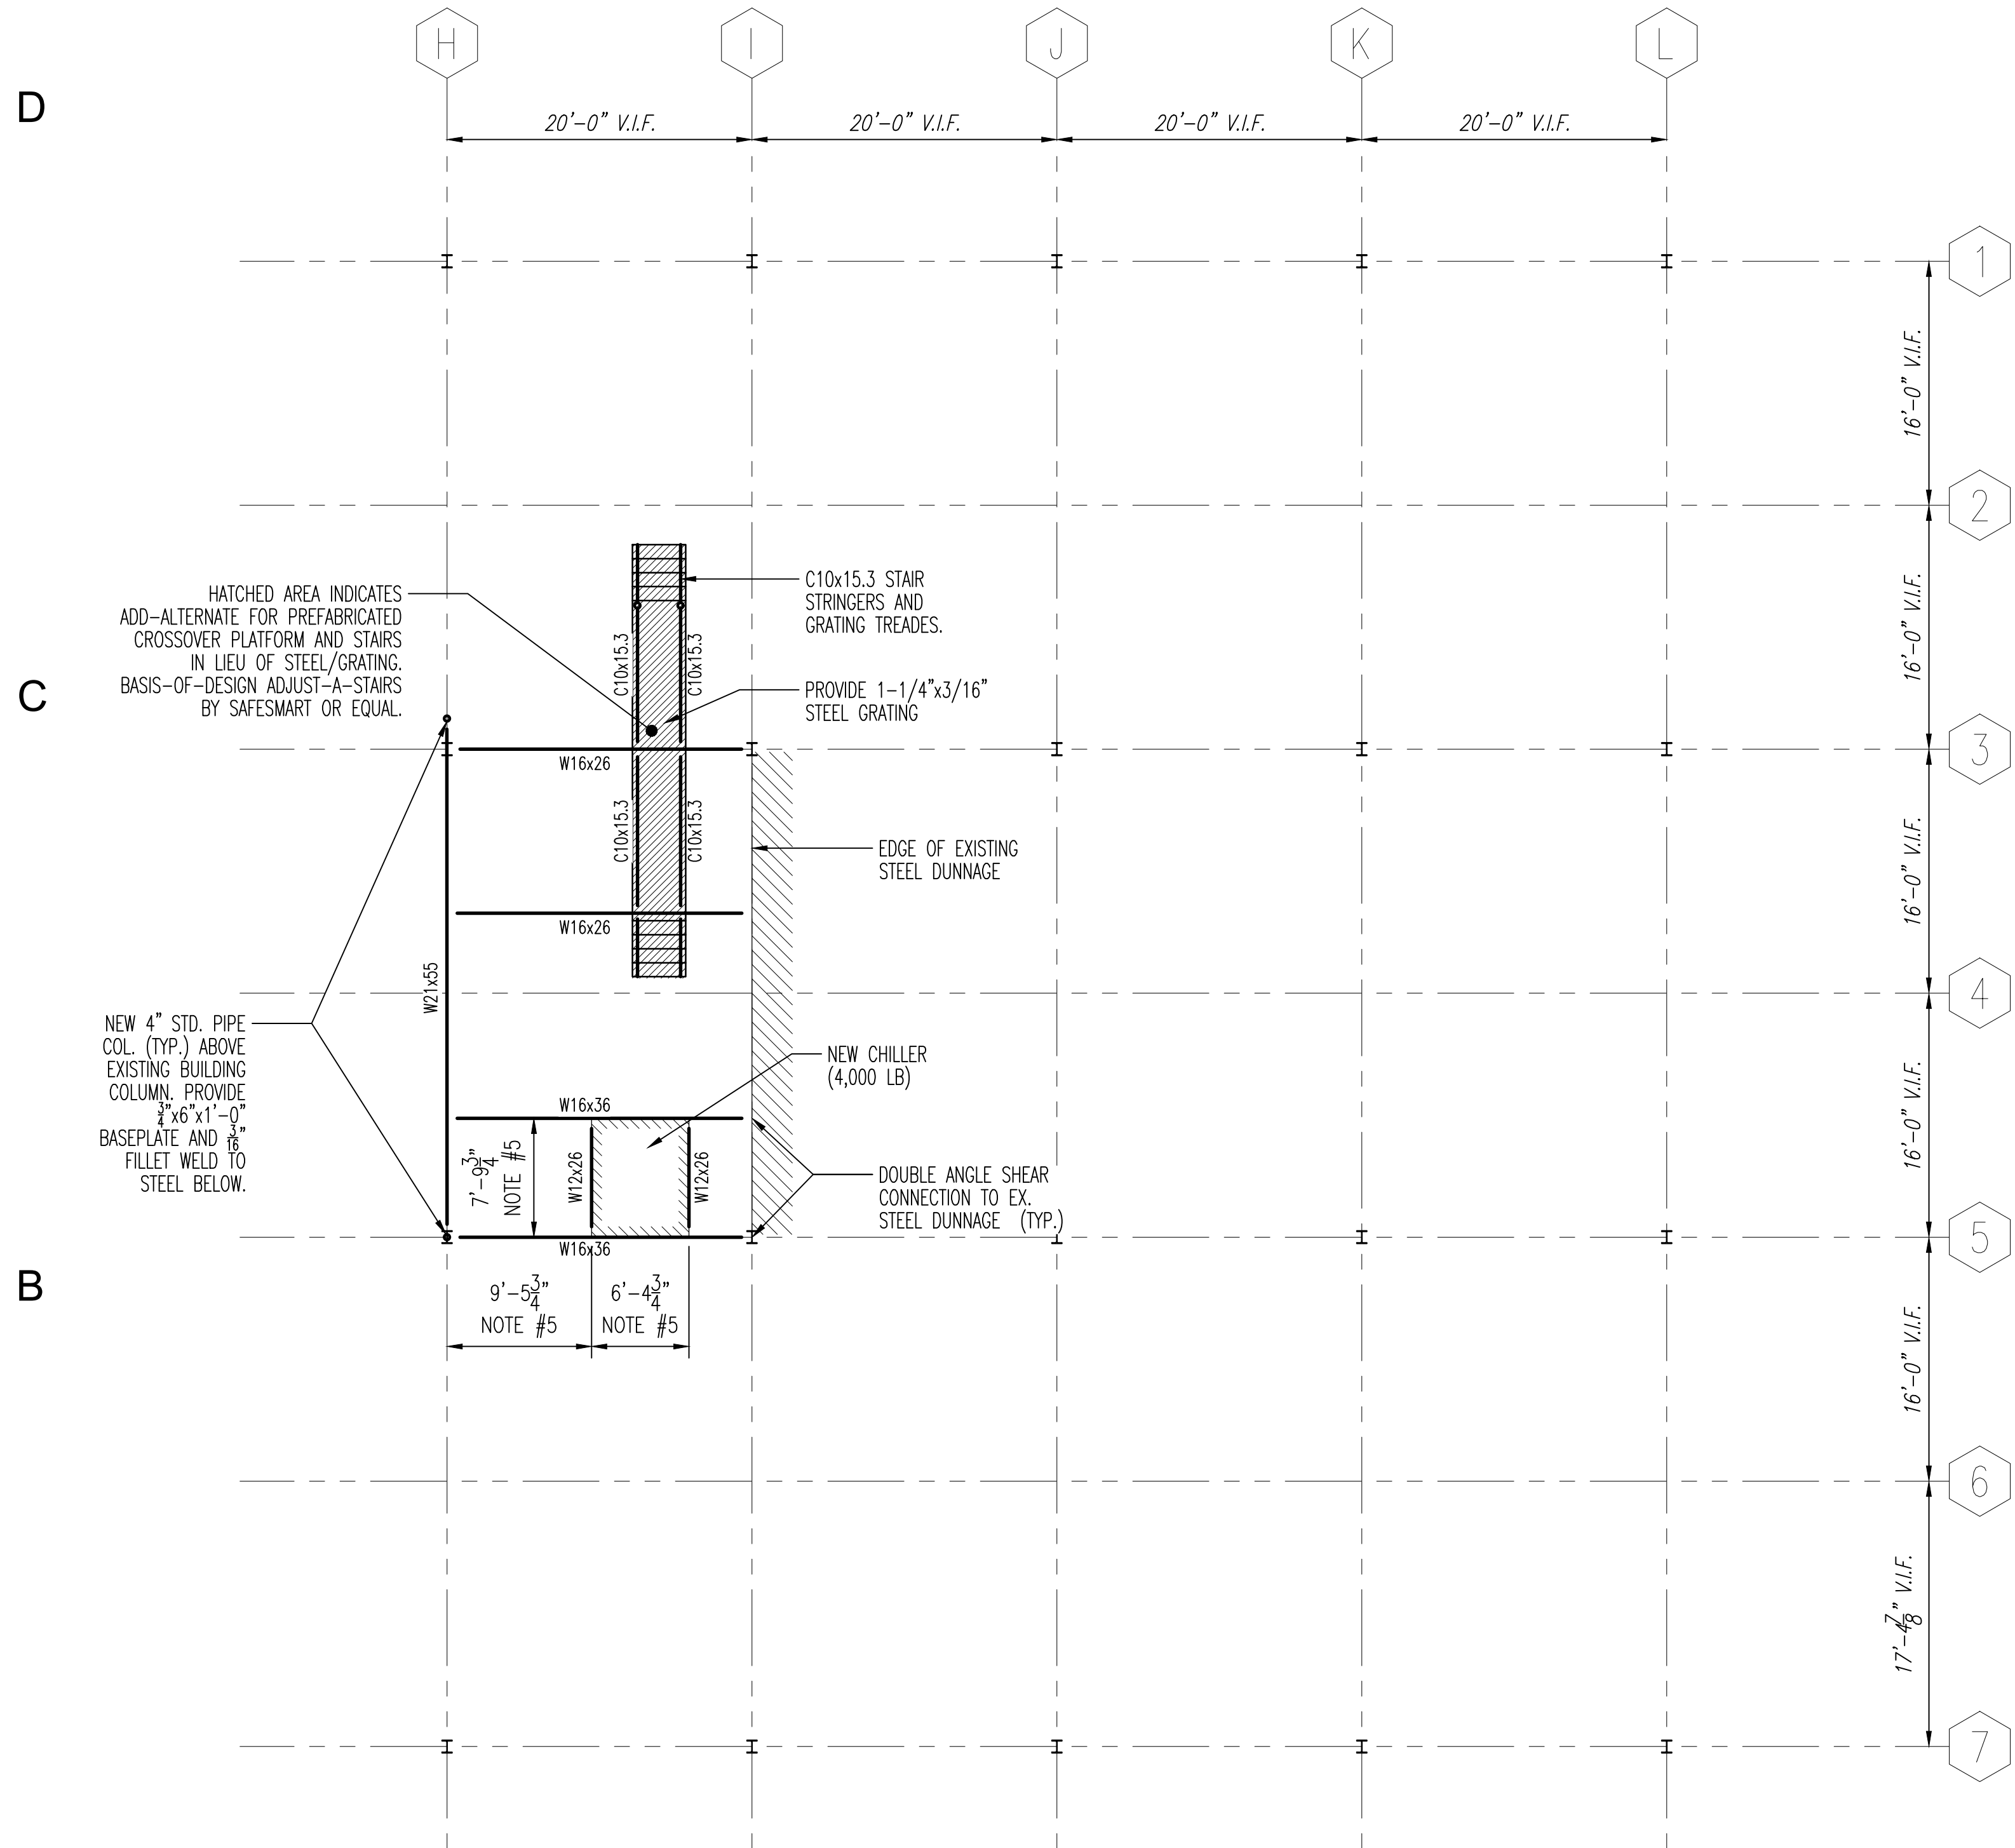 H
I
J
K
L
D
20'-0" V.I.F.
20'-0" V.I.F.
20'-0" V.I.F.
20'-0" V.I.F.
1
16'-0" V.I.F.
2
16'-0" V.I.F.
HATCHED AREA INDICATES
ADD-ALTERNATE FOR PREFABRICATED
CROSSOVER PLATFORM AND STAIRS
IN LIEU OF STEEL/GRATING.
BASIS-OF-DESIGN ADJUST-A-STAIRS
BY SAFESMART OR EQUAL.
C10x15.3 STAIR
STRINGERS AND
GRATING TREADES.
C10x15.3
C10x15.3
PROVIDE 1-1/4"x3/16"
STEEL GRATING
C
3
W16x26
16'-0" V.I.F.
C10x15.3
C10x15.3
EDGE OF EXISTING
STEEL DUNNAGE
W16x26
W21x55
4
NEW 4" STD. PIPE
COL. (TYP.) ABOVE
EXISTING BUILDING
COLUMN. PROVIDE
3/4"x6"x1'-0"
BASEPLATE AND 3/16"
FILLET WELD TO
STEEL BELOW.
NEW CHILLER
(4,000 LB)
16'-0" V.I.F.
W16x36
7'-9 3/4"
NOTE #5
W12x26
W12x26
DOUBLE ANGLE SHEAR
CONNECTION TO EX.
STEEL DUNNAGE (TYP.)
5
W16x36
B
9'-5 3/4"
NOTE #5
6'-4 3/4"
NOTE #5
16'-0" V.I.F.
6
17'-4 7/8" V.I.F.
7